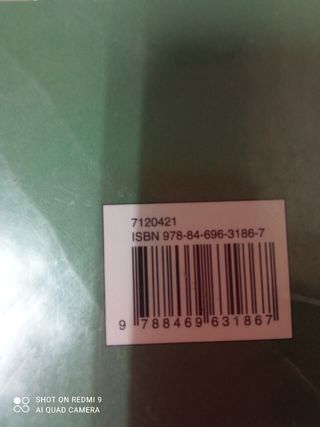 7120421
ISBN 978-84-696-3186-7
9 788469 631867
SHOT ON REDMI 9
AI QUAD CAMERA